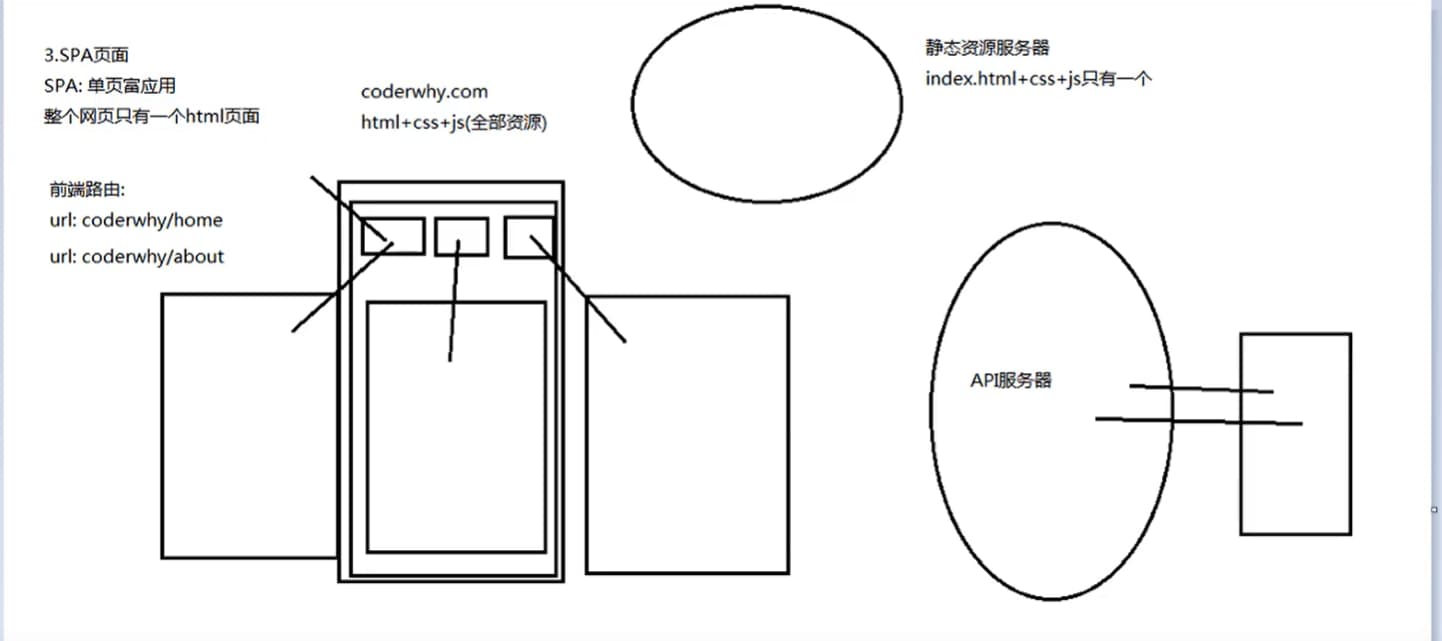 3.SPA页面
SPA: 单页富应用
整个网页只有一个html页面
前端路由:
url: coderwhy/home
url: coderwhy/about
coderwhy.com
html+css+js(全部资源)
静态资源服务器
index.html+css+js只有一个
API服务器